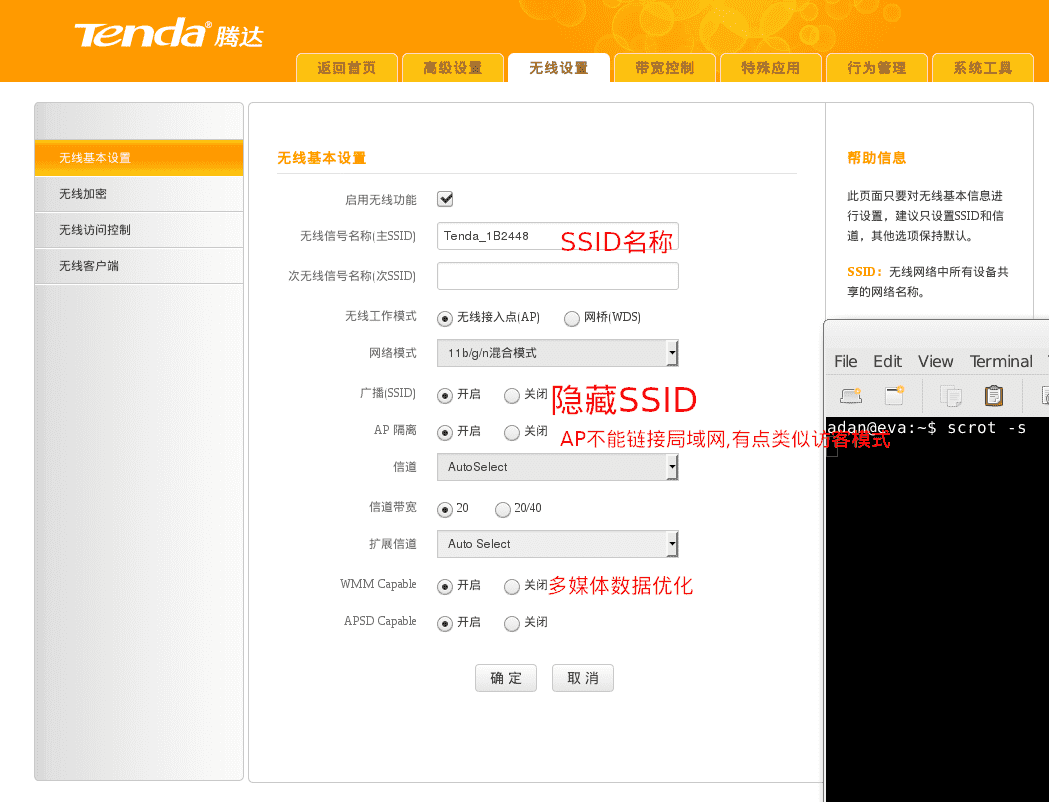 Tenda® 腾达
返回首页 高级设置 无线设置 带宽控制 特殊应用 行为管理 系统工具
无线基本设置
无线加密
无线访问控制
无线客户端
无线基本设置
启用无线功能
无线信号名称(主SSID) Tenda_1B2448 SSID名称
次无线信号名称(次SSID)
无线工作模式 无线接入点(AP) 网桥(WDS)
网络模式 11b/g/n混合模式
广播(SSID) 开启 关闭 隐藏SSID
AP 隔离 开启 关闭 AP不能链接局域网,有点类似访客模式
信道 AutoSelect
信道带宽 20 20/40
扩展信道 Auto Select
WMM Capable 开启 关闭 多媒体数据优化
APSD Capable 开启 关闭
确 定 取 消
帮助信息
此页面只要对无线基本信息进
行设置，建议只设置SSID和信
道，其他选项保持默认。
SSID：无线网络中所有设备共
享的网络名称。
File Edit View Terminal
adan@eva:~$ scrot -s